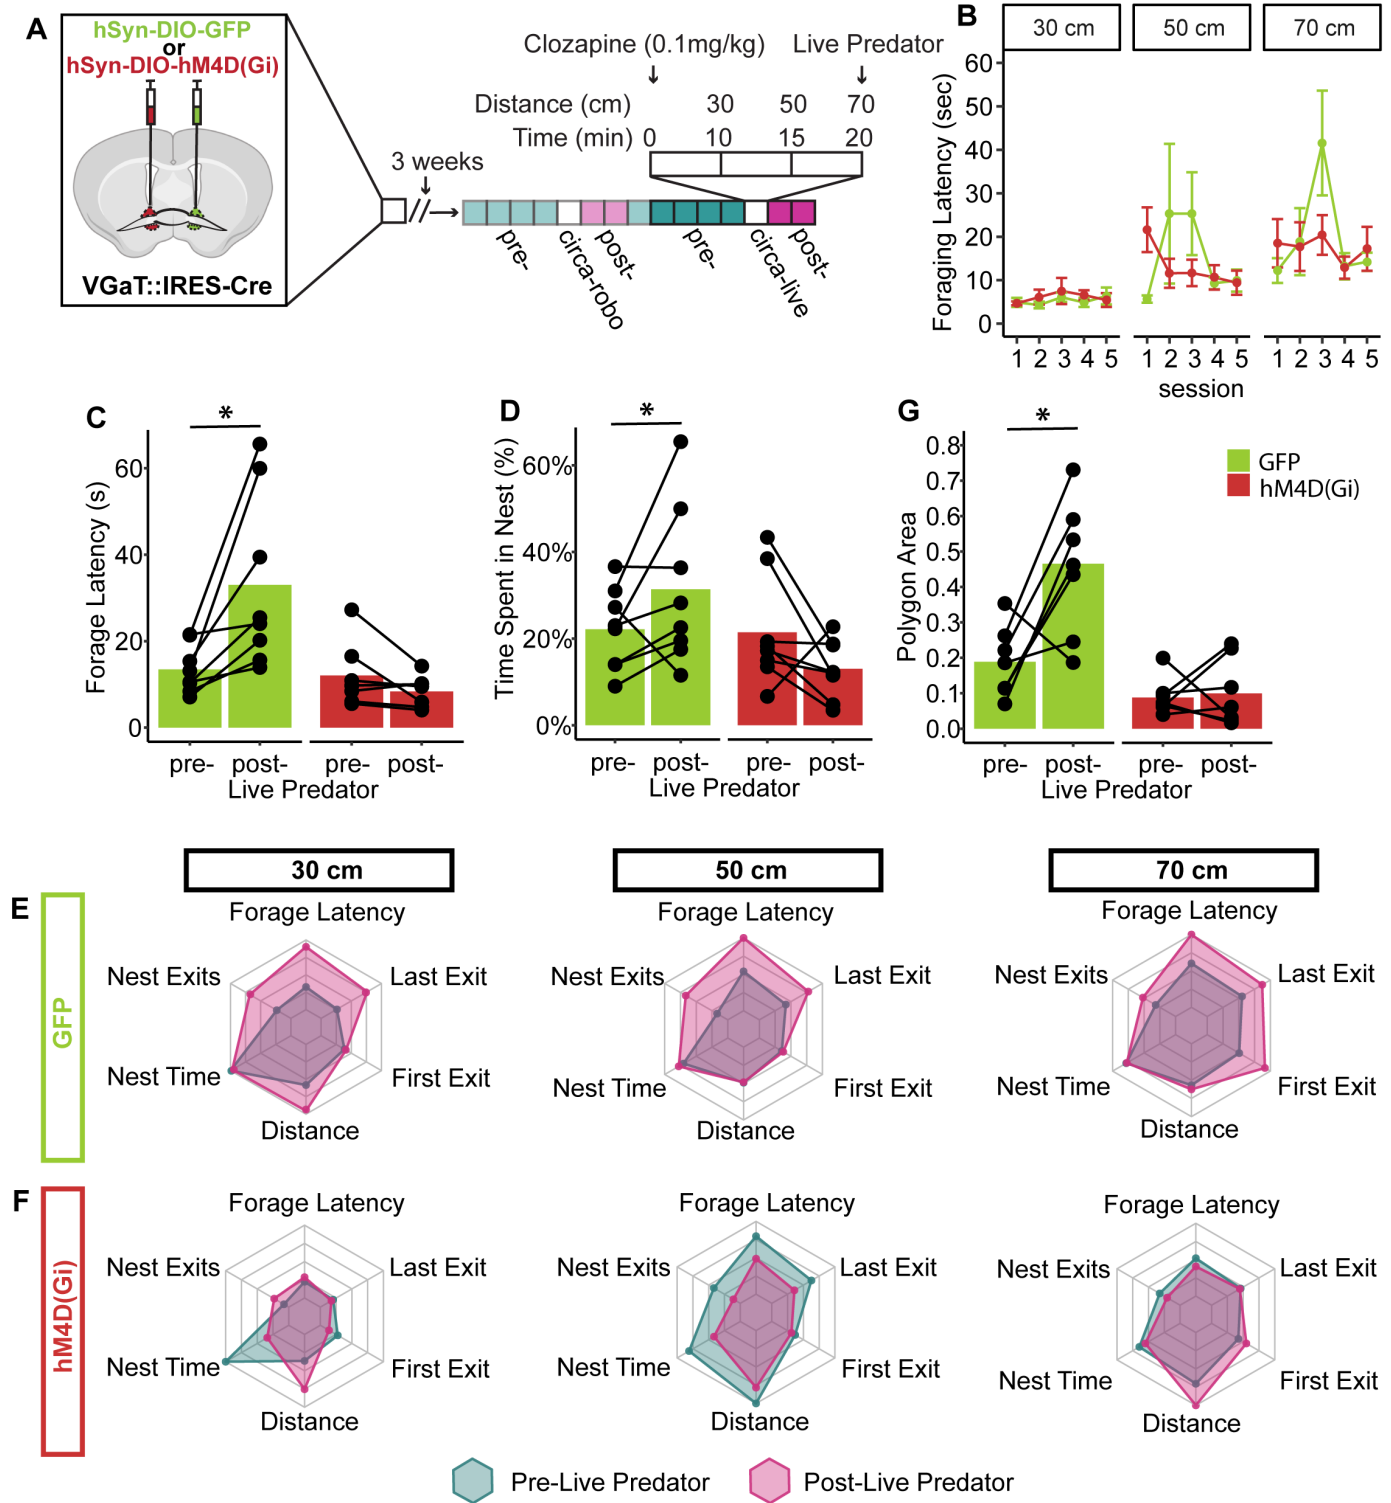 A
hSyn-DIO-GFP
or
hSyn-DIO-hM4D(Gi)
VGaT::IRES-Cre
3 weeks
Clozapine (0.1mg/kg) Live Predator
Distance (cm) 30 50 70
Time (min) 0 10 15 20
pre- circa-robo post- pre- circa-live post-
B
30 cm 50 cm 70 cm
Foraging Latency (sec)
60
50
40
30
20
10
0
1 2 3 4 5 1 2 3 4 5 1 2 3 4 5
session
C
*
Forage Latency (s)
60
40
20
0
pre- post- pre- post-
Live Predator
D
*
Time Spent in Nest (%)
60%
40%
20%
0%
pre- post- pre- post-
Live Predator
G
*
Polygon Area
0.8
0.7
0.6
0.5
0.4
0.3
0.2
0.1
0.0
pre- post- pre- post-
Live Predator
GFP
hM4D(Gi)
30 cm 50 cm 70 cm
E
GFP
Forage Latency
Nest Exits Last Exit
Nest Time First Exit
Distance
Forage Latency
Nest Exits Last Exit
Nest Time First Exit
Distance
Forage Latency
Nest Exits Last Exit
Nest Time First Exit
Distance
F
hM4D(Gi)
Forage Latency
Nest Exits Last Exit
Nest Time First Exit
Distance
Forage Latency
Nest Exits Last Exit
Nest Time First Exit
Distance
Forage Latency
Nest Exits Last Exit
Nest Time First Exit
Distance
Pre-Live Predator Post-Live Predator